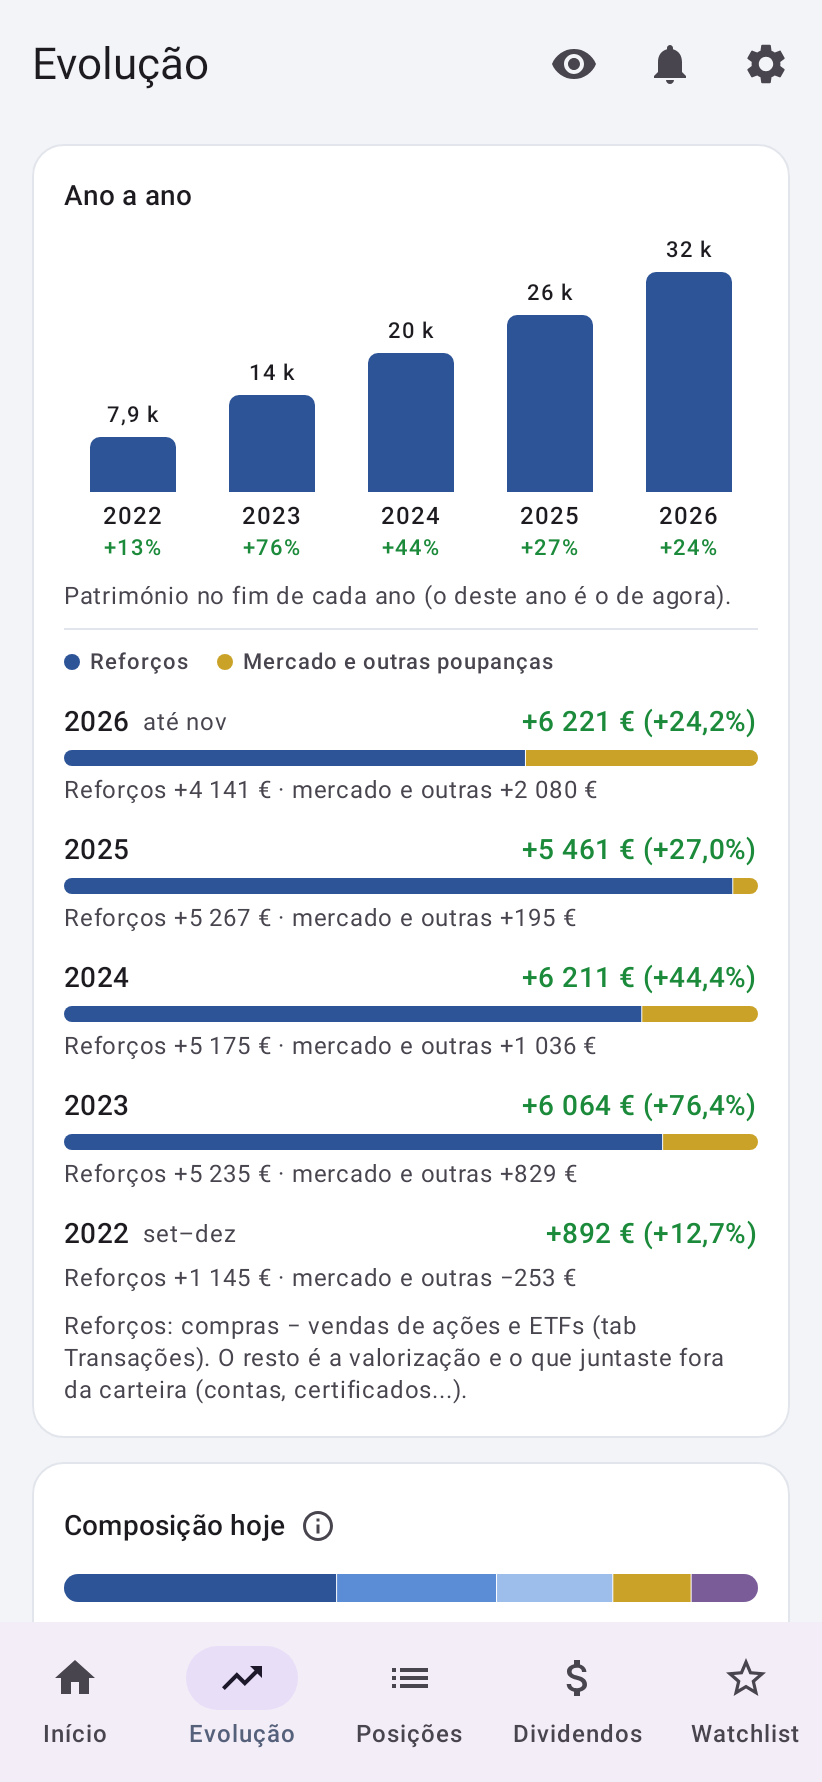 Evolução
Ano a ano
7,9 k
14 k
20 k
26 k
32 k
2022
2023
2024
2025
2026
+13%
+76%
+44%
+27%
+24%
Património no fim de cada ano (o deste ano é o de agora).
Reforços
Mercado e outras poupanças
2026 até nov
+6 221 € (+24,2%)
Reforços +4 141 € · mercado e outras +2 080 €
2025
+5 461 € (+27,0%)
Reforços +5 267 € · mercado e outras +195 €
2024
+6 211 € (+44,4%)
Reforços +5 175 € · mercado e outras +1 036 €
2023
+6 064 € (+76,4%)
Reforços +5 235 € · mercado e outras +829 €
2022 set–dez
+892 € (+12,7%)
Reforços +1 145 € · mercado e outras −253 €
Reforços: compras − vendas de ações e ETFs (tab
Transações). O resto é a valorização e o que juntaste fora
da carteira (contas, certificados...).
Composição hoje
Início
Evolução
Posições
Dividendos
Watchlist